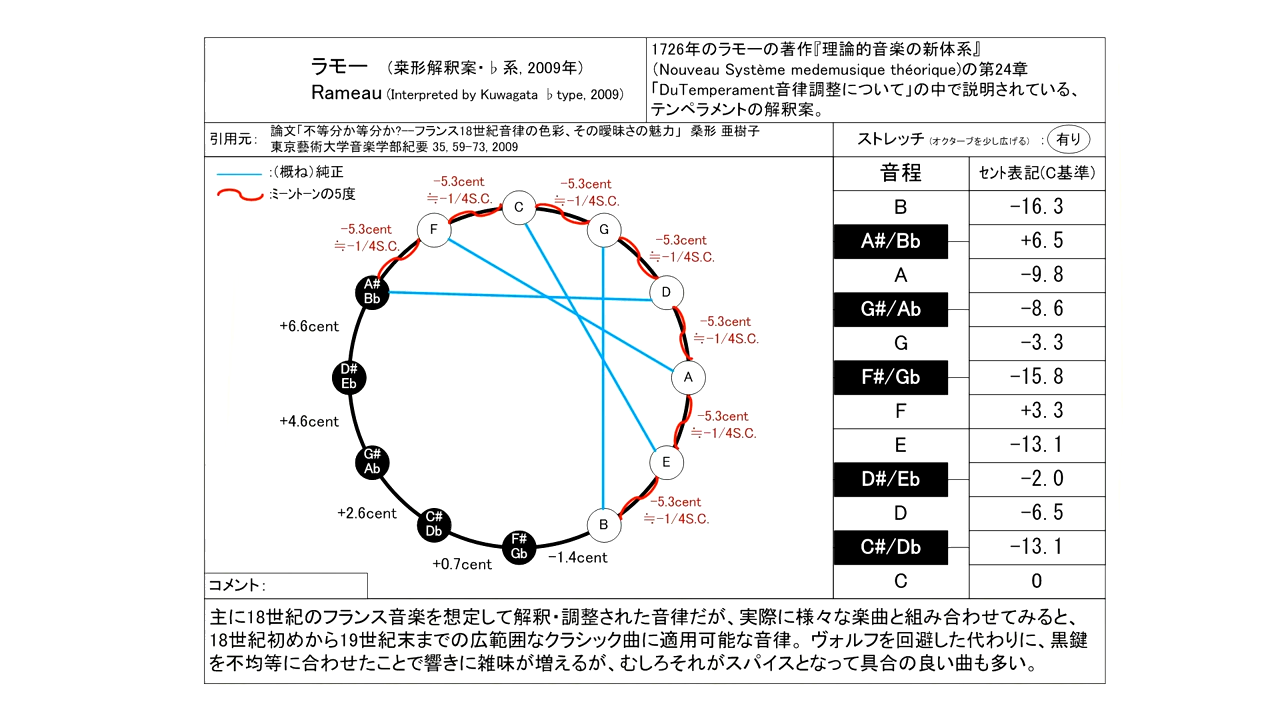 ラモー （桒形解釈案・♭系, 2009年）
Rameau (Interpreted by Kuwagata ♭type, 2009)
1726年のラモーの著作『理論的音楽の新体系』
（Nouveau Système medemusique théorique)の第24章
「DuTemperament音律調整について」の中で説明されている、
テンペラメントの解釈案。
引用元：
論文「不等分か等分か?--フランス18世紀音律の色彩、その曖昧さの魅力」 桑形 亜樹子
東京藝術大学音楽学部紀要 35, 59-73, 2009
ストレッチ （オクターブを少し広げる） : 有り
:（概ね）純正
:ミーントーンの5度
-5.3cent
≒-1/4S.C.
-5.3cent
≒-1/4S.C.
-5.3cent
≒-1/4S.C.
-5.3cent
≒-1/4S.C.
-5.3cent
≒-1/4S.C.
-5.3cent
≒-1/4S.C.
-5.3cent
≒-1/4S.C.
C
G
D
A
E
B
F#
Gb
C#
Db
G#
Ab
D#
Eb
A#
Bb
F
-1.4cent
+0.7cent
+2.6cent
+4.6cent
+6.6cent
音程 セント表記(C基準)
B -16.3
A#/Bb +6.5
A -9.8
G#/Ab -8.6
G -3.3
F#/Gb -15.8
F +3.3
E -13.1
D#/Eb -2.0
D -6.5
C#/Db -13.1
C 0
コメント：
主に18世紀のフランス音楽を想定して解釈・調整された音律だが、実際に様々な楽曲と組み合わせてみると、
18世紀初めから19世紀末までの広範囲なクラシック曲に適用可能な音律。ヴォルフを回避した代わりに、黒鍵
を不均等に合わせたことで響きに雑味が増えるが、むしろそれがスパイスとなって具合の良い曲も多い。